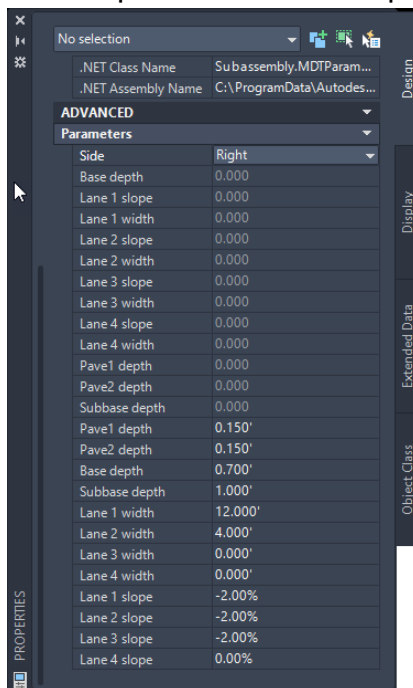 No selection
.NET Class Name Subassembly.MDTParam...
.NET Assembly Name C:\ProgramData\Autodes...
ADVANCED
Parameters
Side Right
Base depth 0.000
Lane 1 slope 0.000
Lane 1 width 0.000
Lane 2 slope 0.000
Lane 2 width 0.000
Lane 3 slope 0.000
Lane 3 width 0.000
Lane 4 slope 0.000
Lane 4 width 0.000
Pave1 depth 0.000
Pave2 depth 0.000
Subbase depth 0.000
Pave1 depth 0.150'
Pave2 depth 0.150'
Base depth 0.700'
Subbase depth 1.000'
Lane 1 width 12.000'
Lane 2 width 4.000'
Lane 3 width 0.000'
Lane 4 width 0.000'
Lane 1 slope -2.00%
Lane 2 slope -2.00%
Lane 3 slope -2.00%
Lane 4 slope 0.00%
PROPERTIES
Design
Display
Extended Data
Object Class